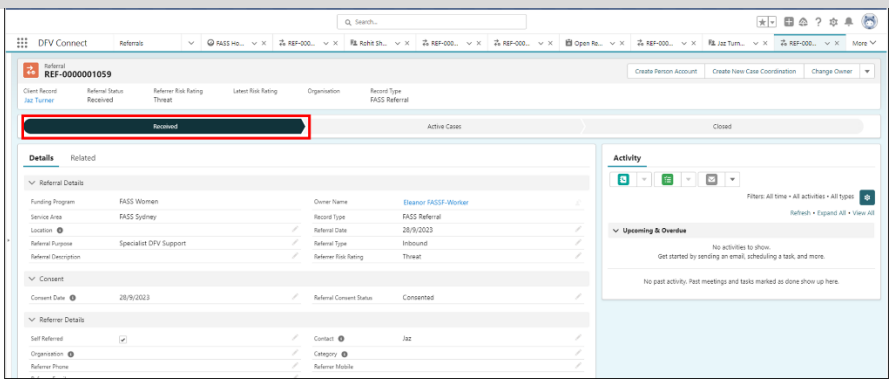 Search...
DFV Connect Referrals FASS Ho... REF-000... Rohit Sh... REF-000... REF-000... Open Re... REF-000... Jaz Turn... REF-000... More
Referral
REF-0000001059
Create Person Account Create New Case Coordination Change Owner
Client Record Referral Status Referrer Risk Rating Latest Risk Rating Organisation Record Type
Jaz Turner Received Threat FASS Referral
Received Active Cases Closed
Details Related
Referral Details
Funding Program FASS Women Owner Name Eleanor FASSF-Worker
Service Area FASS Sydney Record Type FASS Referral
Location Referral Date 28/9/2023
Referral Purpose Specialist DFV Support Referral Type Inbound
Referral Description Referrer Risk Rating Threat
Consent
Consent Date 28/9/2023 Referral Consent Status Consented
Referrer Details
Self Referred Contact Jaz
Organisation Category
Referrer Phone Referrer Mobile
Activity
Filters: All time • All activities • All types
Refresh • Expand All • View All
Upcoming & Overdue
No activities to show.
Get started by sending an email, scheduling a task, and more.
No past activity. Past meetings and tasks marked as done show up here.